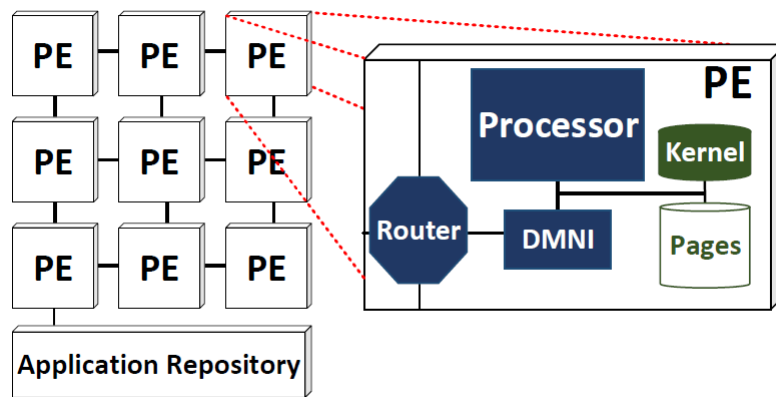 PE PE PE
PE PE PE
PE PE PE
Application Repository
PE
Processor
Kernel
Router
DMNI
Pages